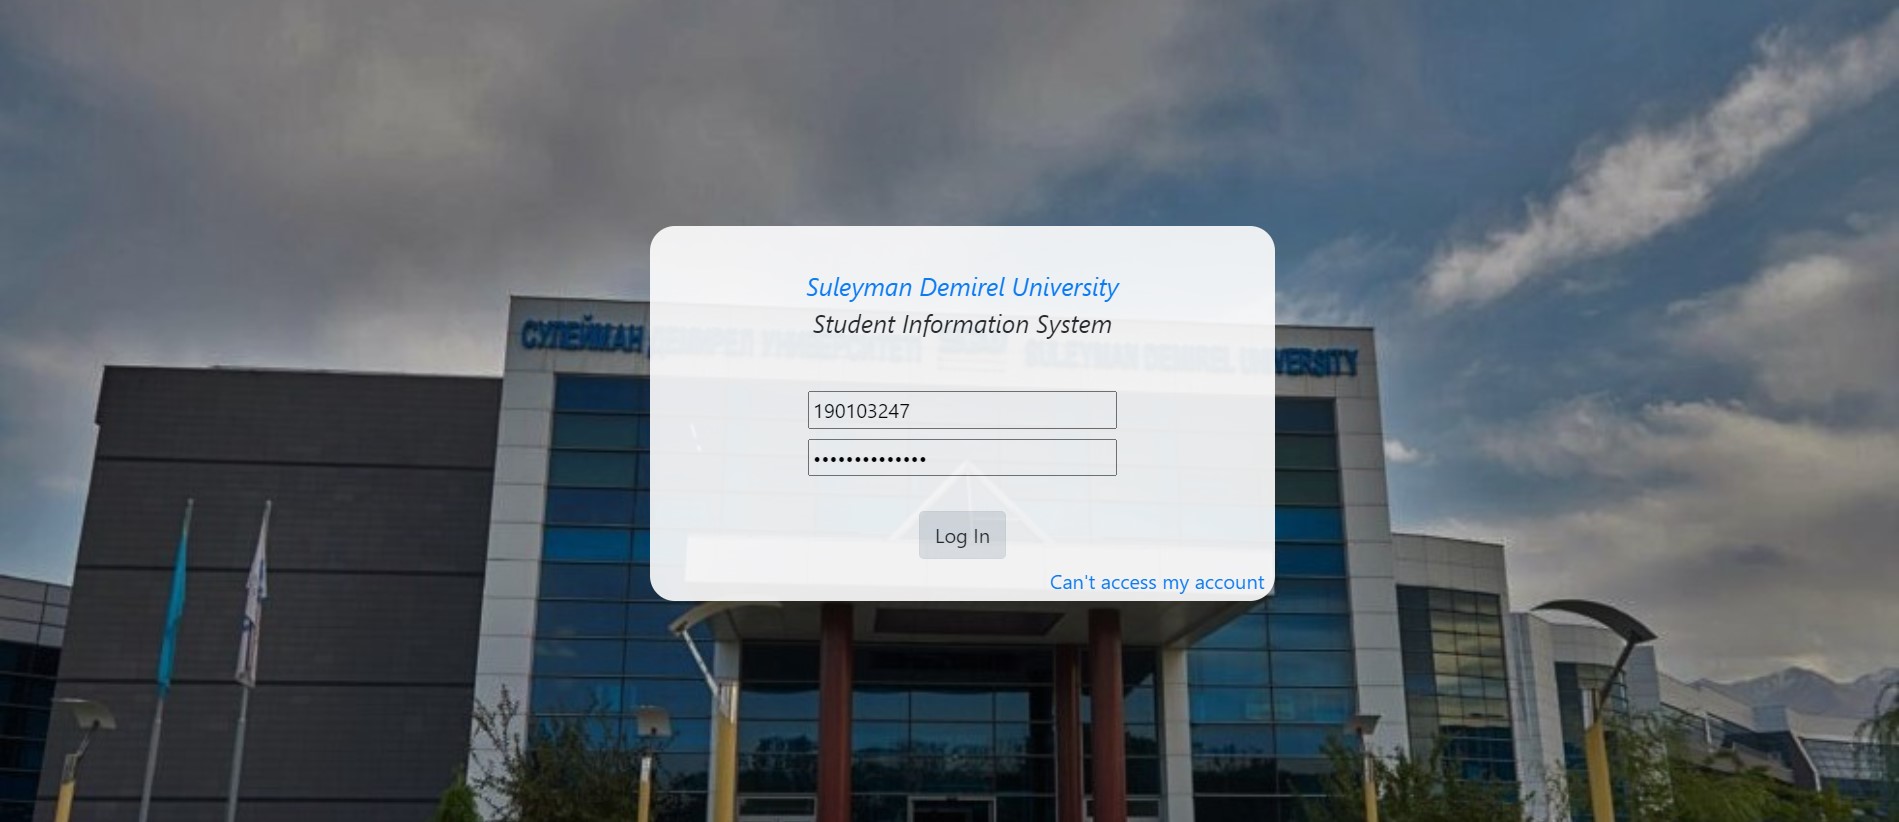 Suleyman Demirel University
Student Information System
СУЛЕЙМАН ДЕМИРЕЛ УНИВЕРСИТЕТІ SULEYMAN DEMIREL UNIVERSITY
190103247
••••••••••••••
Log In
Can't access my account